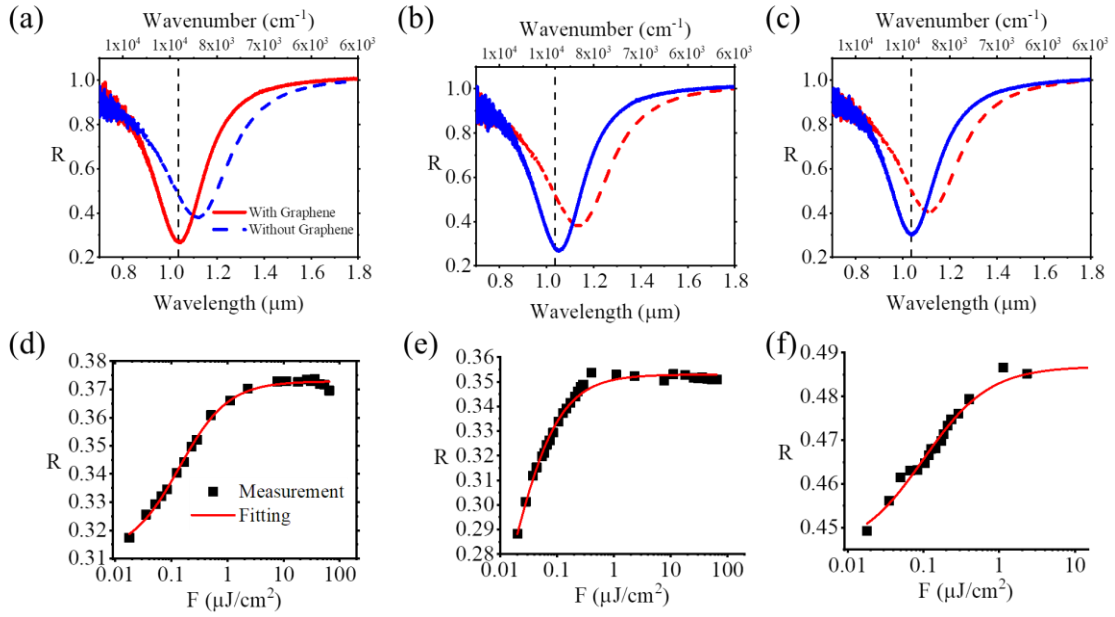 (a)
Wavenumber (cm⁻¹)
1x10⁴ 1x10⁴ 8x10³ 7x10³ 6x10³
1.0
0.8
R
0.6
0.4
With Graphene
Without Graphene
0.2
0.8 1.0 1.2 1.4 1.6 1.8
Wavelength (μm)
(b)
Wavenumber (cm⁻¹)
1x10⁴ 1x10⁴ 8x10³ 7x10³ 6x10³
1.0
0.8
R
0.6
0.4
0.2
0.8 1.0 1.2 1.4 1.6 1.8
Wavelength (μm)
(c)
Wavenumber (cm⁻¹)
1x10⁴ 1x10⁴ 8x10³ 7x10³ 6x10³
1.0
0.8
R
0.6
0.4
0.2
0.8 1.0 1.2 1.4 1.6 1.8
Wavelength (μm)
(d)
0.38
0.37
0.36
0.35
R
0.34
0.33
0.32
0.31
Measurement
Fitting
0.01 0.1 1 10 100
F (μJ/cm²)
(e)
0.36
0.35
0.34
0.33
R
0.32
0.31
0.30
0.29
0.28
0.01 0.1 1 10 100
F (μJ/cm²)
(f)
0.49
0.48
0.47
R
0.46
0.45
0.01 0.1 1 10
F (μJ/cm²)